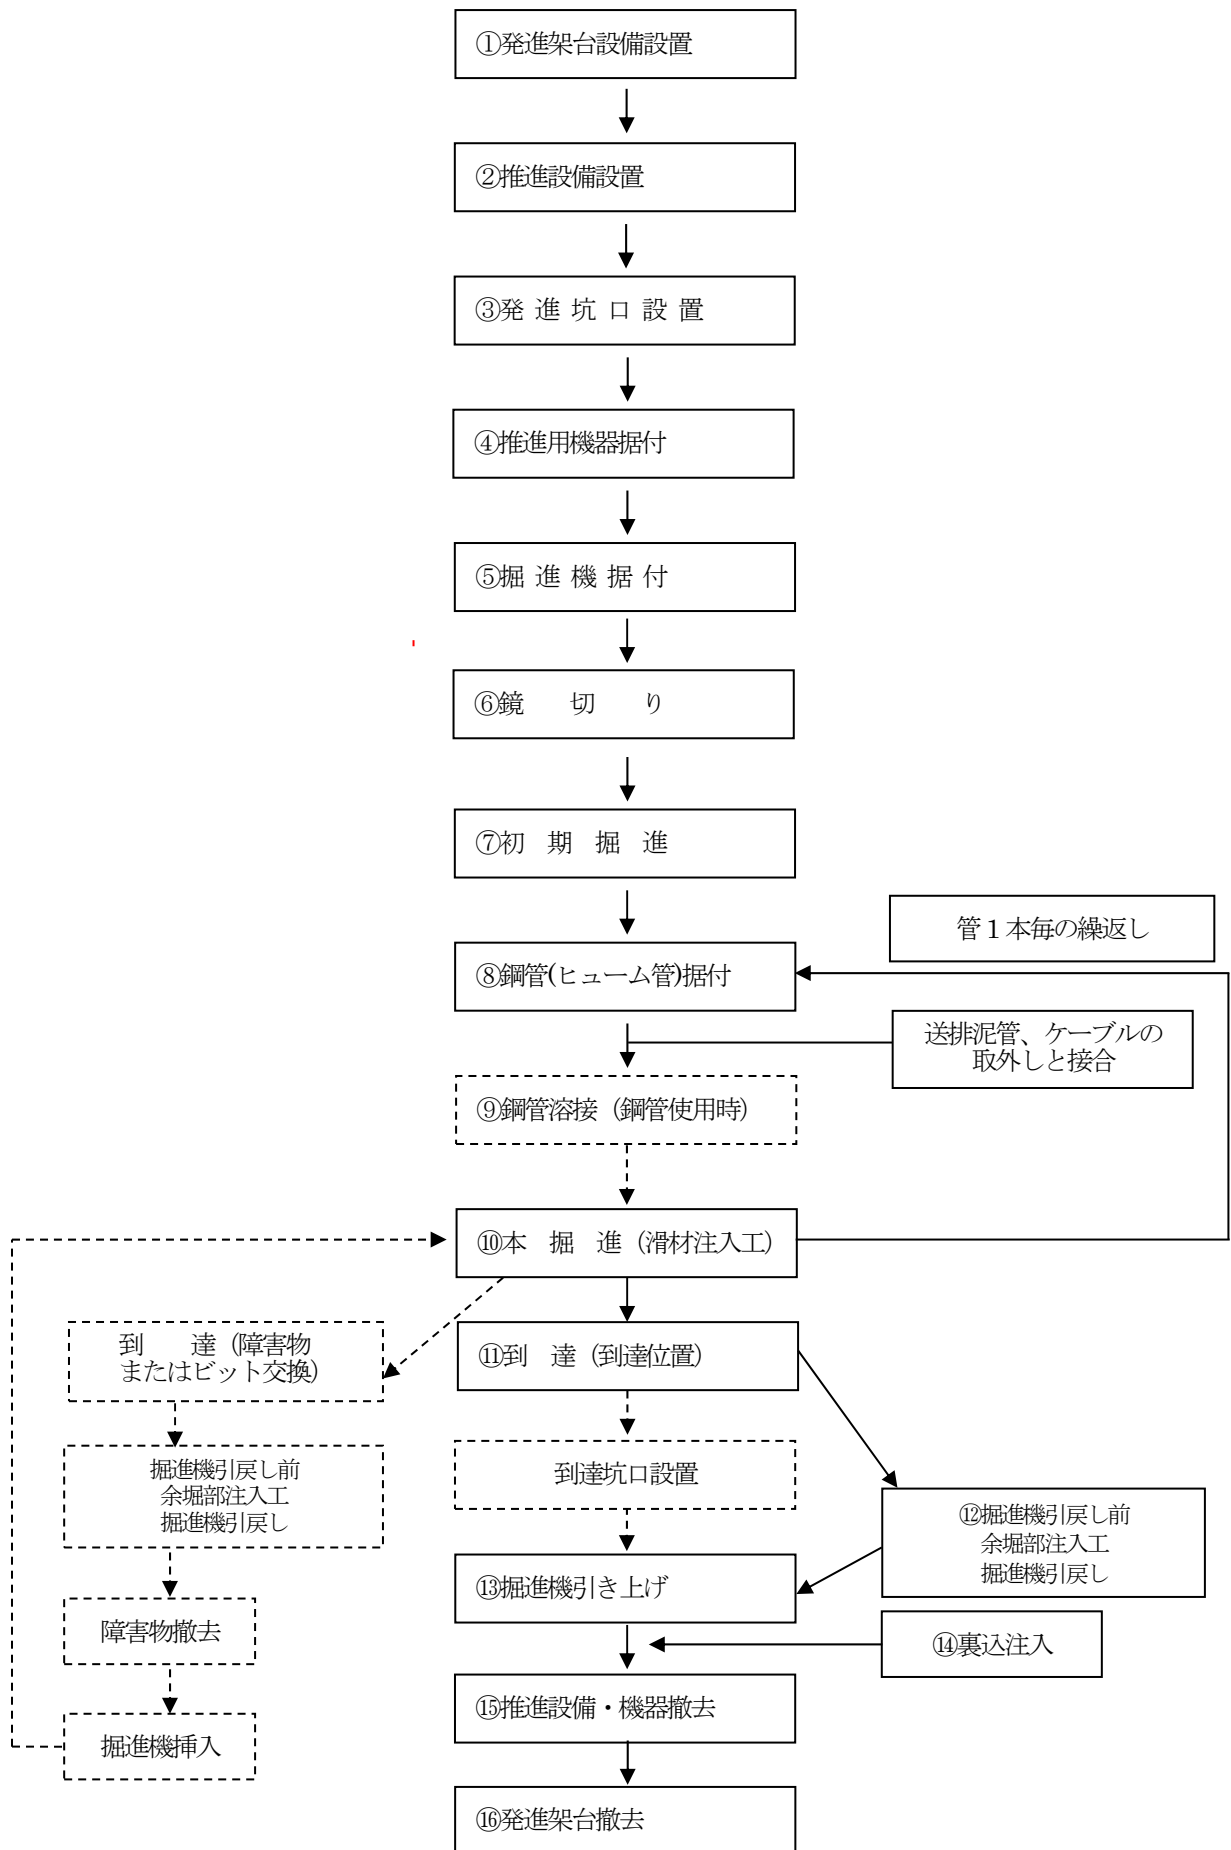 ①発進架台設備設置
②推進設備設置
③発 進 坑 口 設 置
④推進用機器据付
⑤掘 進 機 据 付
⑥鏡　切　り
⑦初　期　掘　進
管１本毎の繰返し
⑧鋼管(ヒューム管)据付
送排泥管、ケーブルの
取外しと接合
⑨鋼管溶接（鋼管使用時）
⑩本　掘　進（滑材注入工）
到　　達（障害物
またはビット交換）
⑪到　達（到達位置）
掘進機引戻し前
余堀部注入工
掘進機引戻し
到達坑口設置
⑫掘進機引戻し前
余堀部注入工
掘進機引戻し
⑬掘進機引き上げ
障害物撤去
⑭裏込注入
⑮推進設備・機器撤去
掘進機挿入
⑯発進架台撤去